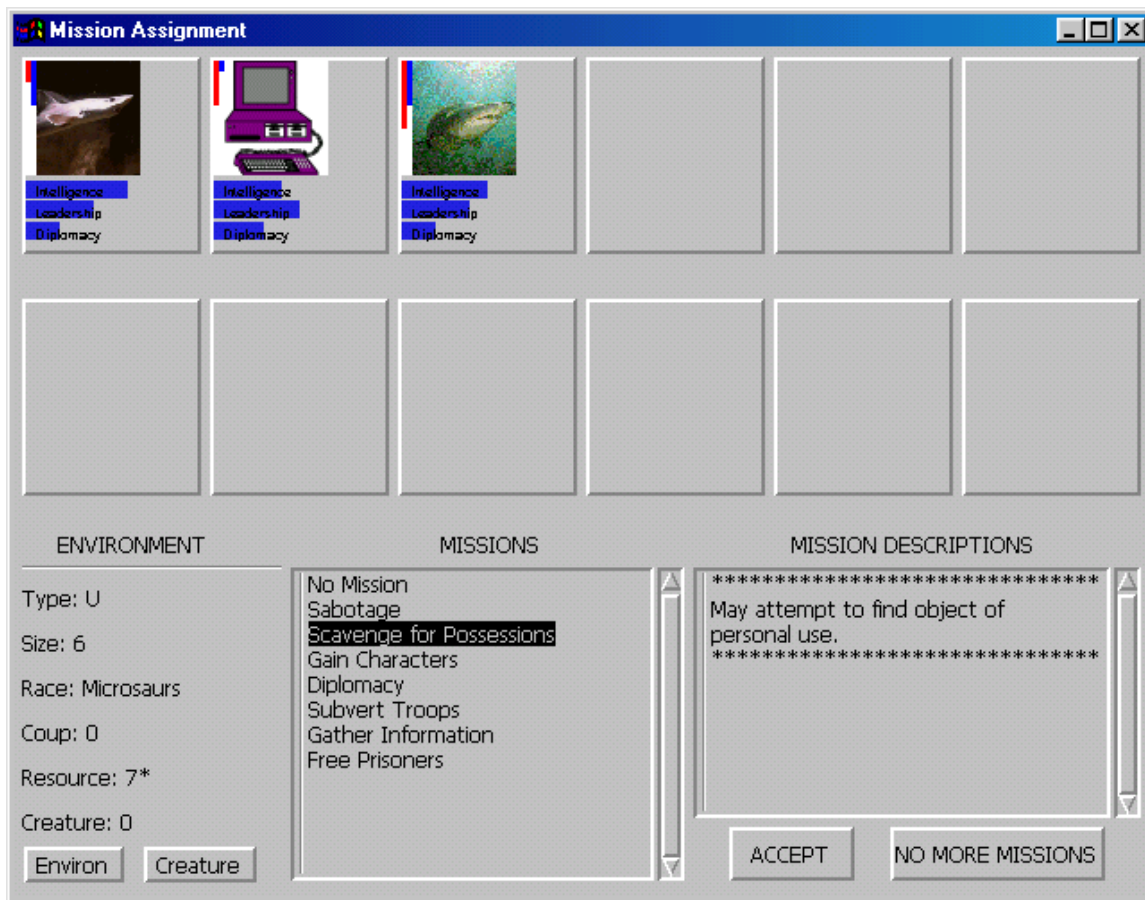 Mission Assignment
Intelligence
Leadership
Diplomacy
Intelligence
Leadership
Diplomacy
Intelligence
Leadership
Diplomacy
ENVIRONMENT
Type: U
Size: 6
Race: Microsaurs
Coup: 0
Resource: 7*
Creature: 0
Environ
Creature
MISSIONS
No Mission
Sabotage
Scavenge for Possessions
Gain Characters
Diplomacy
Subvert Troops
Gather Information
Free Prisoners
MISSION DESCRIPTIONS
********************************
May attempt to find object of
personal use.
********************************
ACCEPT
NO MORE MISSIONS